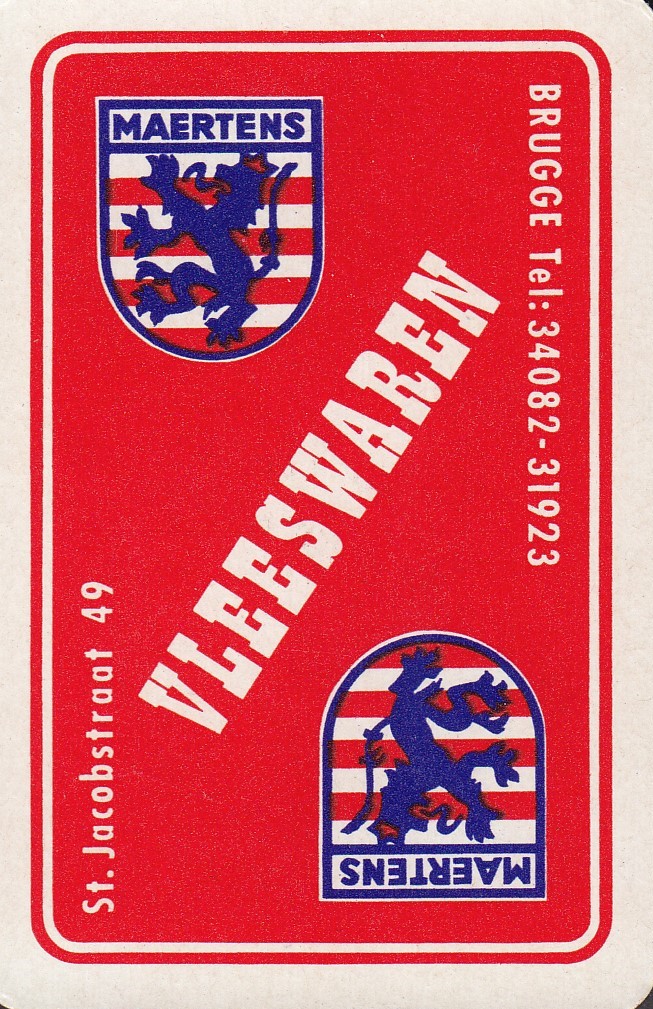 MAERTENS
BRUGGE Tel: 34082-31923
VLEESWAREN
St. Jacobstraat 49
MAERTENS